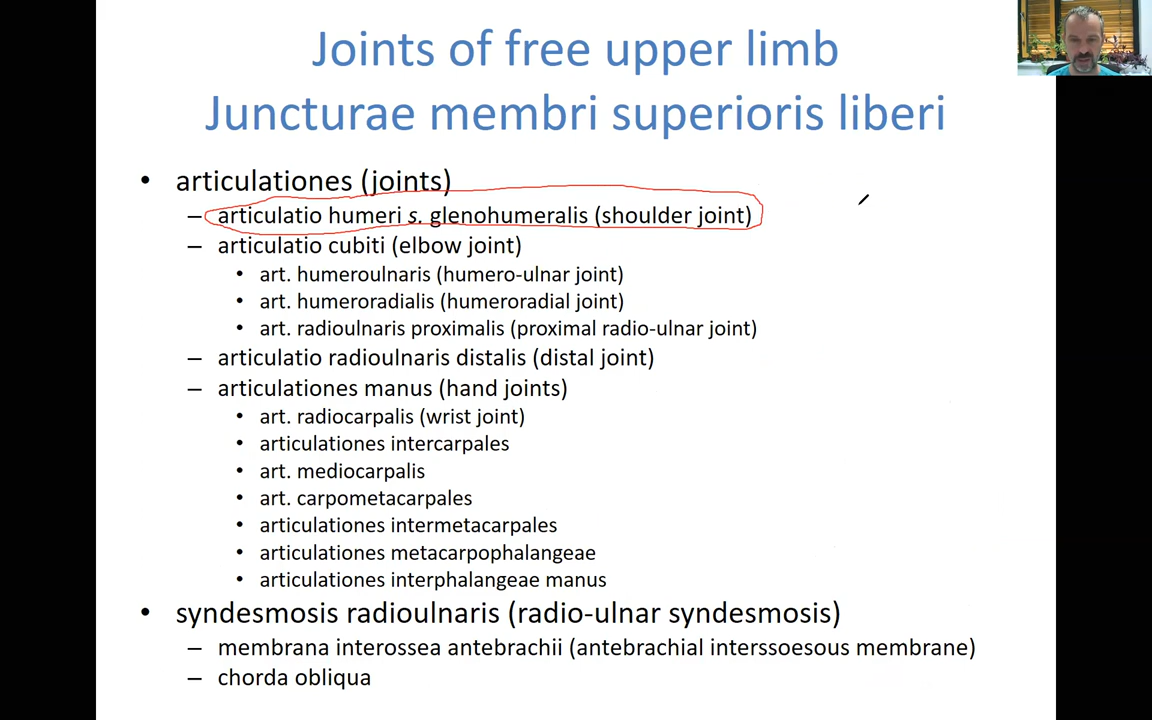 Joints of free upper limb
Juncturae membri superioris liberi
• articulationes (joints)
– articulatio humeri s. glenohumeralis (shoulder joint)
– articulatio cubiti (elbow joint)
• art. humeroulnaris (humero-ulnar joint)
• art. humeroradialis (humeroradial joint)
• art. radioulnaris proximalis (proximal radio-ulnar joint)
– articulatio radioulnaris distalis (distal joint)
– articulationes manus (hand joints)
• art. radiocarpalis (wrist joint)
• articulationes intercarpales
• art. mediocarpalis
• art. carpometacarpales
• articulationes intermetacarpales
• articulationes metacarpophalangeae
• articulationes interphalangeae manus
• syndesmosis radioulnaris (radio-ulnar syndesmosis)
– membrana interossea antebrachii (antebrachial interssoesous membrane)
– chorda obliqua